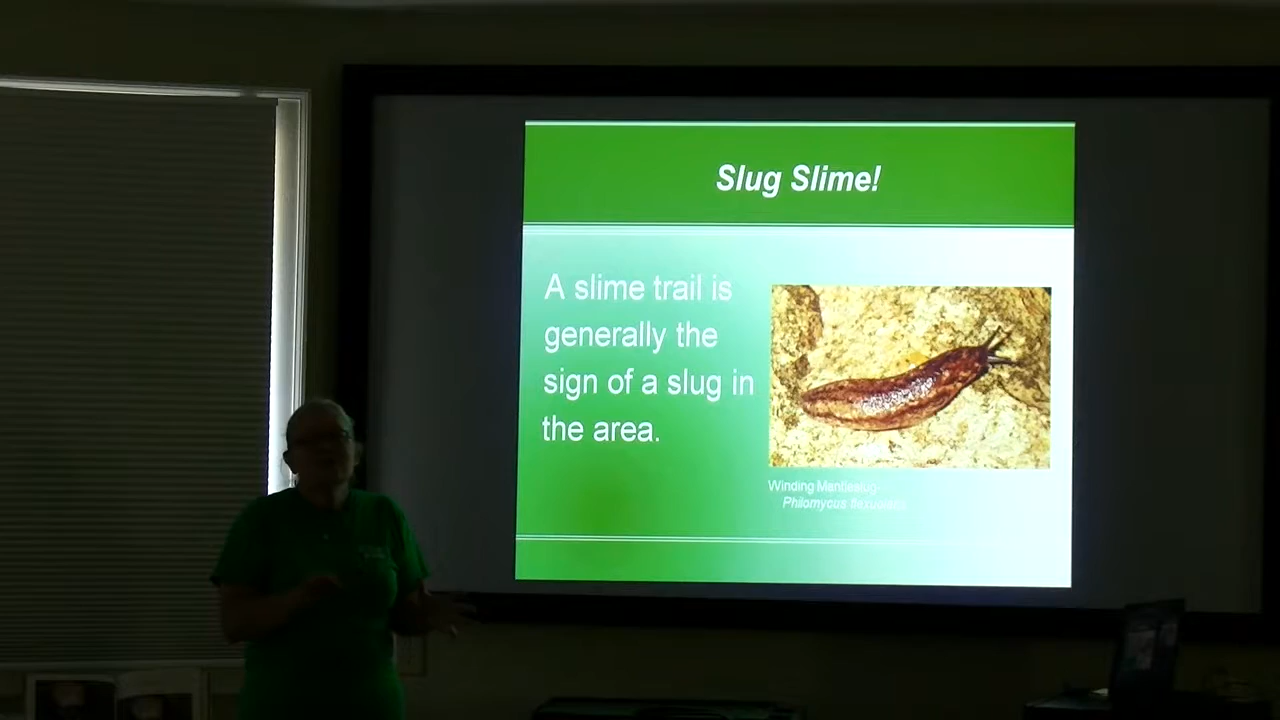 Slug Slime!
A slime trail is
generally the
sign of a slug in
the area.
Winding Mantleslug-
Philomycus flexuolaris